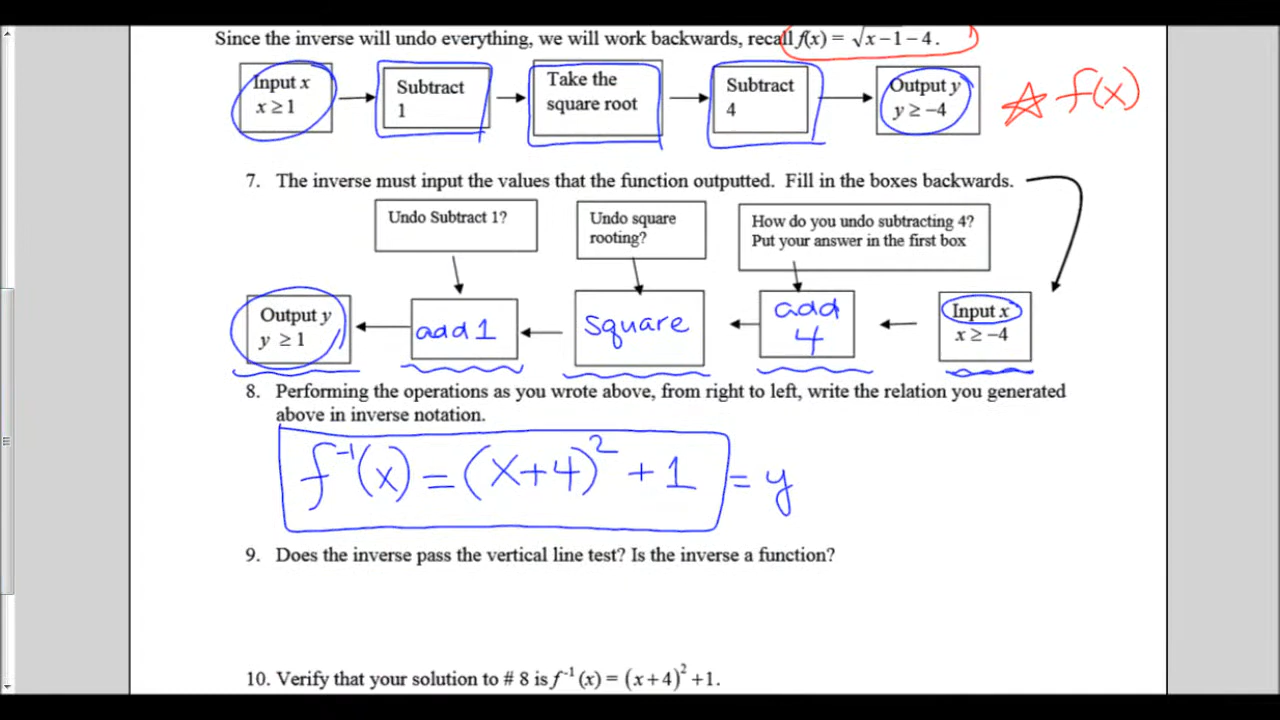 Since the inverse will undo everything, we will work backwards, recall f(x) = √x−1 − 4.
Input x
x ≥ 1
Subtract
1
Take the
square root
Subtract
4
Output y
y ≥ −4
☆ f(x)
7. The inverse must input the values that the function outputted. Fill in the boxes backwards.
Undo Subtract 1?
Undo square
rooting?
How do you undo subtracting 4?
Put your answer in the first box
Output y
y ≥ 1
add 1
square
add
4
Input x
x ≥ −4
8. Performing the operations as you wrote above, from right to left, write the relation you generated
above in inverse notation.
f⁻¹(x) = (x+4)² + 1 = y
9. Does the inverse pass the vertical line test? Is the inverse a function?
10. Verify that your solution to # 8 is f⁻¹(x) = (x+4)² +1.